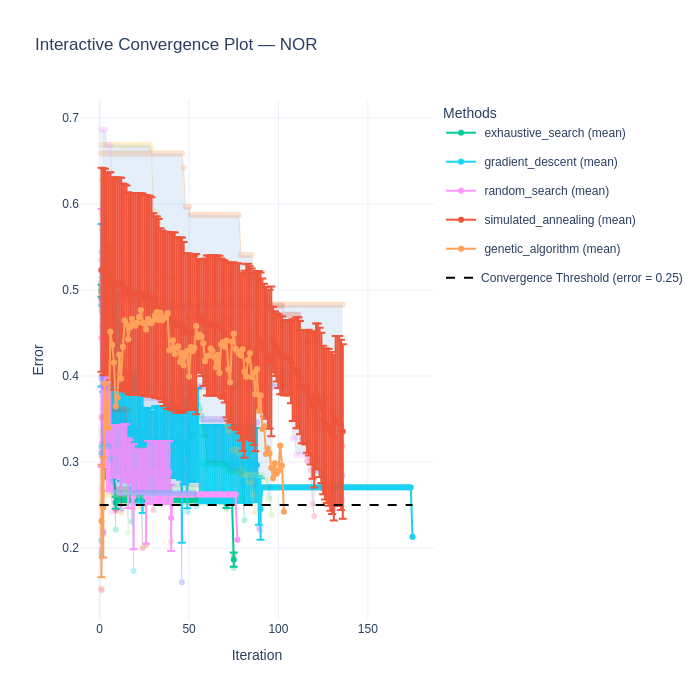 Interactive Convergence Plot — NOR
Methods
exhaustive_search (mean)
gradient_descent (mean)
random_search (mean)
simulated_annealing (mean)
genetic_algorithm (mean)
Convergence Threshold (error = 0.25)
Error
0.7
0.6
0.5
0.4
0.3
0.2
0
50
100
150
Iteration